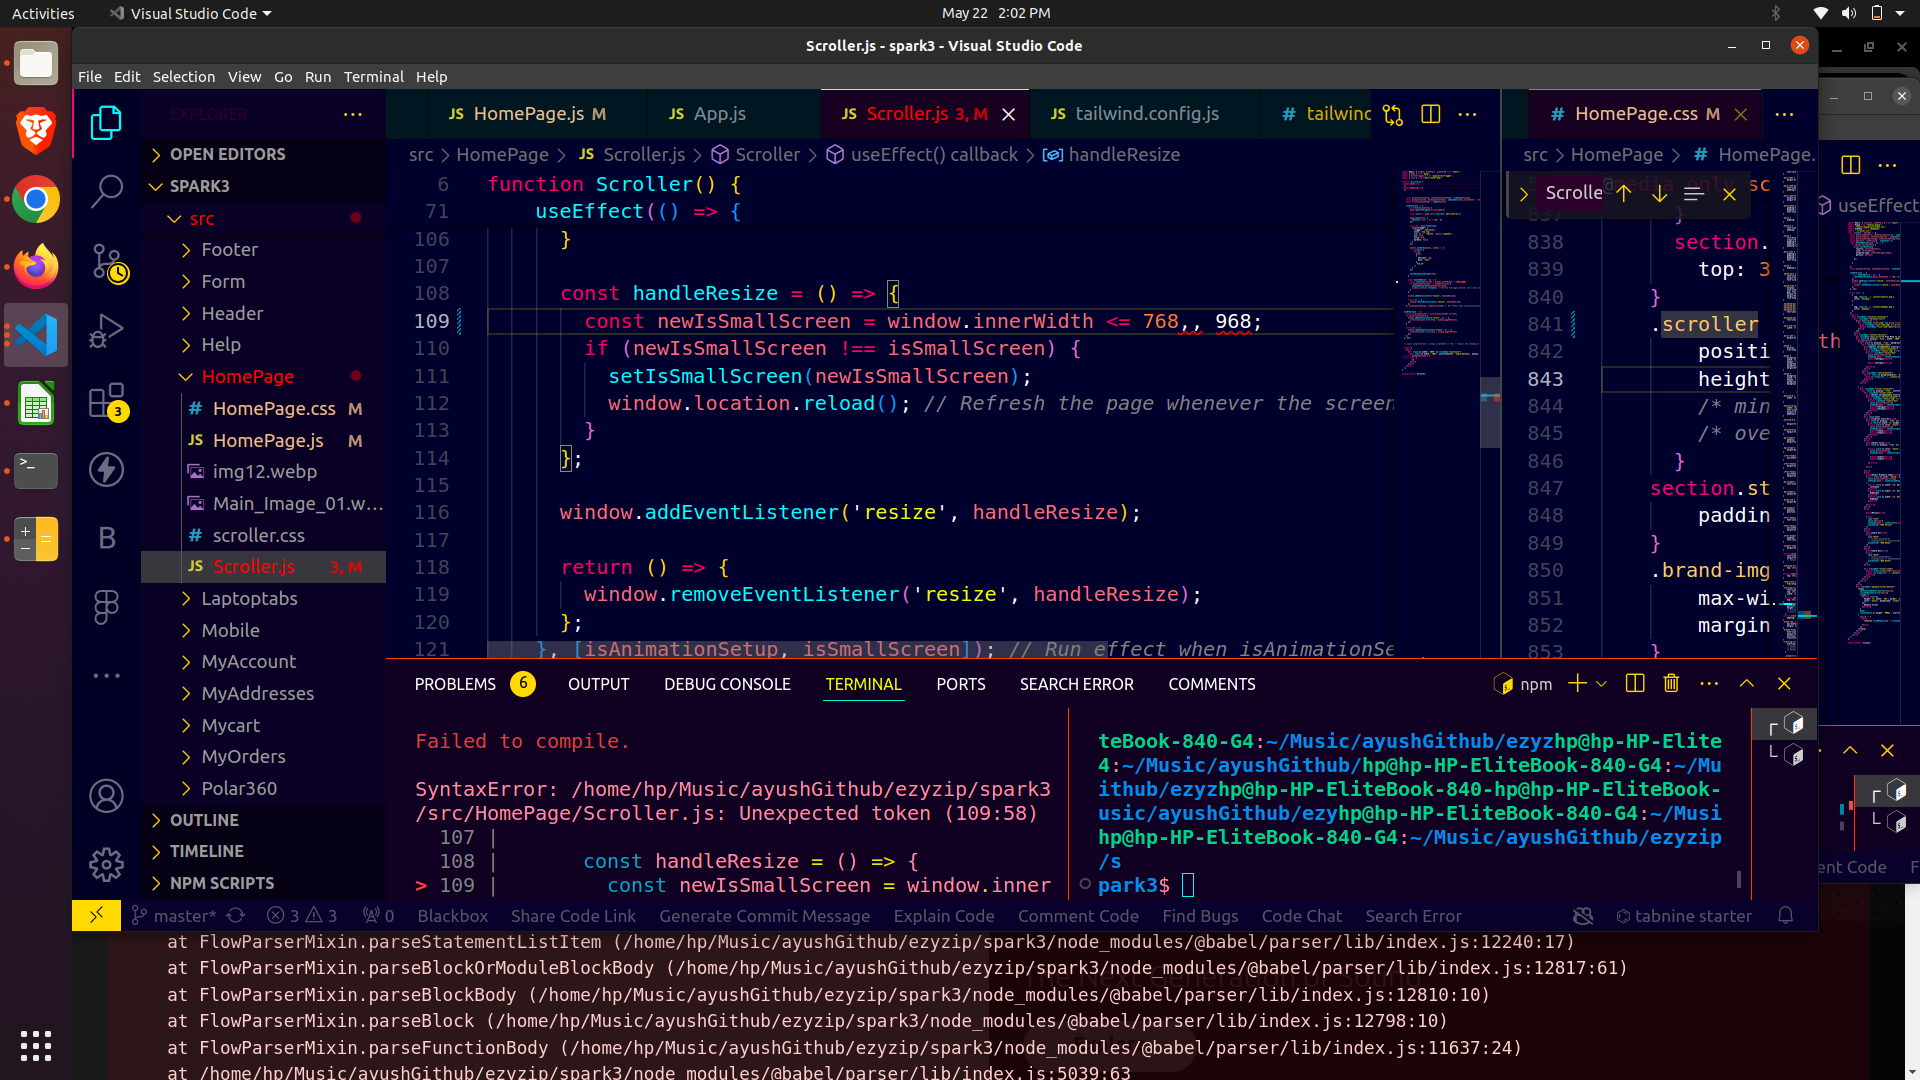 Activities
Visual Studio Code
May 22 2:02 PM
Scroller.js - spark3 - Visual Studio Code
File Edit Selection View Go Run Terminal Help
EXPLORER
OPEN EDITORS
SPARK3
src
Footer
Form
Header
Help
HomePage
# HomePage.css M
JS HomePage.js M
img12.webp
Main_Image_01.w...
# scroller.css
JS Scroller.js 3, M
Laptoptabs
Mobile
MyAccount
MyAddresses
Mycart
MyOrders
Polar360
OUTLINE
TIMELINE
NPM SCRIPTS
3
B
JS HomePage.js M
JS App.js
JS Scroller.js 3, M
JS tailwind.config.js
# tailwind
src > HomePage > JS Scroller.js > Scroller > useEffect() callback > handleResize
6 function Scroller() {
71 useEffect(() => {
106 }
107
108 const handleResize = () => {
109 const newIsSmallScreen = window.innerWidth <= 768,, 968;
110 if (newIsSmallScreen !== isSmallScreen) {
111 setIsSmallScreen(newIsSmallScreen);
112 window.location.reload(); // Refresh the page whenever the screen
113 }
114 };
115
116 window.addEventListener('resize', handleResize);
117
118 return () => {
119 window.removeEventListener('resize', handleResize);
120 };
121 }, [isAnimationSetup, isSmallScreen]); // Run effect when isAnimationSe
# HomePage.css M
src > HomePage > # HomePage.
Scrolle
837 }
838 section.
839 top: 3
840 }
841 .scroller
842 positi
843 height
844 /* min
845 /* ove
846 }
847 section.st
848 paddin
849 }
850 .brand-img
851 max-wi
852 margin
853 }
useEffect
th
PROBLEMS 6 OUTPUT DEBUG CONSOLE TERMINAL PORTS SEARCH ERROR COMMENTS
npm
Failed to compile.
SyntaxError: /home/hp/Music/ayushGithub/ezyzip/spark3
/src/HomePage/Scroller.js: Unexpected token (109:58)
107 |
108 | const handleResize = () => {
> 109 | const newIsSmallScreen = window.inner
teBook-840-G4:~/Music/ayushGithub/ezyzhp@hp-HP-Elite
4:~/Music/ayushGithub/hp@hp-HP-EliteBook-840-G4:~/Mu
ithub/ezyzhp@hp-HP-EliteBook-840-hp@hp-HP-EliteBook-
usic/ayushGithub/ezyhp@hp-HP-EliteBook-840-G4:~/Musi
hp@hp-HP-EliteBook-840-G4:~/Music/ayushGithub/ezyzip
/s
park3$
master* 3 3 0 Blackbox Share Code Link Generate Commit Message Explain Code Comment Code Find Bugs Code Chat Search Error tabnine starter
ent Code F
at FlowParserMixin.parseStatementListItem (/home/hp/Music/ayushGithub/ezyzip/spark3/node_modules/@babel/parser/lib/index.js:12240:17)
at FlowParserMixin.parseBlockOrModuleBlockBody (/home/hp/Music/ayushGithub/ezyzip/spark3/node_modules/@babel/parser/lib/index.js:12817:61)
The Next Generation of Sound
at FlowParserMixin.parseBlockBody (/home/hp/Music/ayushGithub/ezyzip/spark3/node_modules/@babel/parser/lib/index.js:12810:10)
at FlowParserMixin.parseBlock (/home/hp/Music/ayushGithub/ezyzip/spark3/node_modules/@babel/parser/lib/index.js:12798:10)
at FlowParserMixin.parseFunctionBody (/home/hp/Music/ayushGithub/ezyzip/spark3/node_modules/@babel/parser/lib/index.js:11637:24)
at /home/hp/Music/ayushGithub/ezyzip/spark3/node_modules/@babel/parser/lib/index.js:5039:63